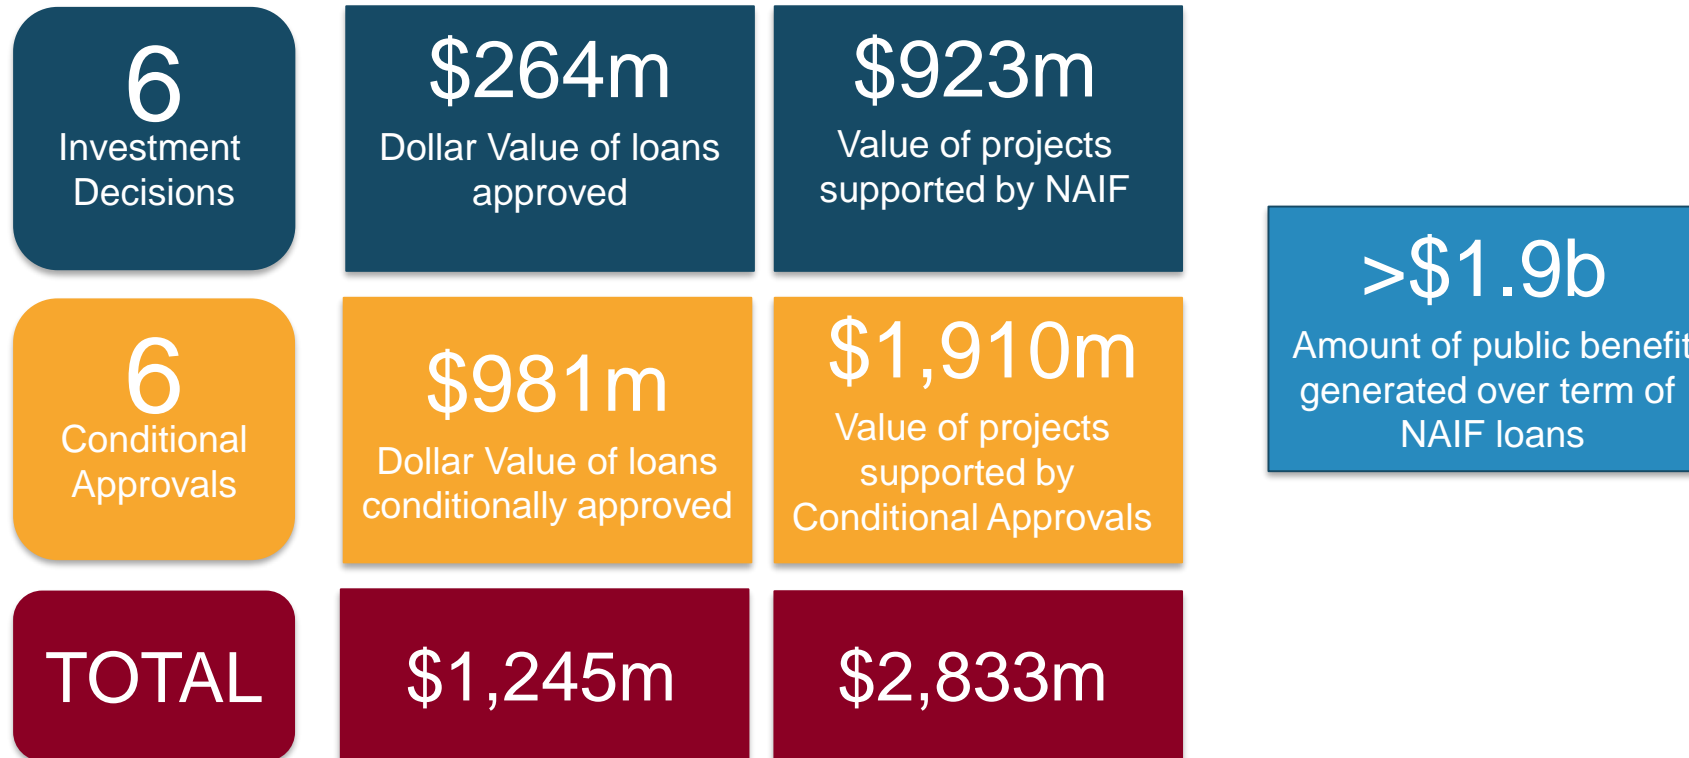 6
Investment
Decisions
$264m
Dollar Value of loans
approved
$923m
Value of projects
supported by NAIF
6
Conditional
Approvals
$981m
Dollar Value of loans
conditionally approved
$1,910m
Value of projects
supported by
Conditional Approvals
TOTAL
$1,245m
$2,833m
>$1.9b
Amount of public benefit
generated over term of
NAIF loans